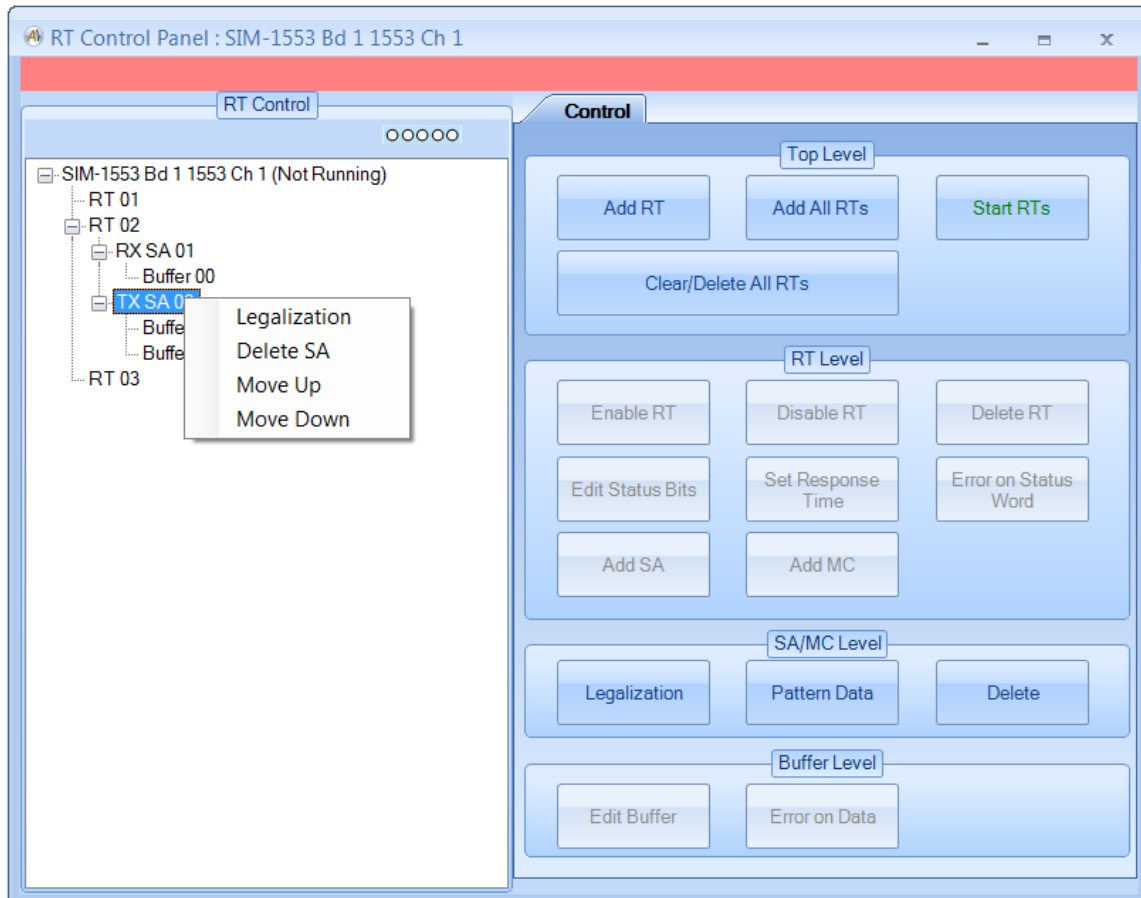 RT Control Panel : SIM-1553 Bd 1 1553 Ch 1
RT Control
SIM-1553 Bd 1 1553 Ch 1 (Not Running)
RT 01
RT 02
RX SA 01
Buffer 00
TX SA
RT 03
Legalization
Delete SA
Move Up
Move Down
Control
Top Level
Add RT
Add All RTs
Start RTs
Clear/Delete All RTs
RT Level
Enable RT
Disable RT
Delete RT
Edit Status Bits
Set Response
Time
Error on Status
Word
Add SA
Add MC
SA/MC Level
Legalization
Pattern Data
Delete
Buffer Level
Edit Buffer
Error on Data